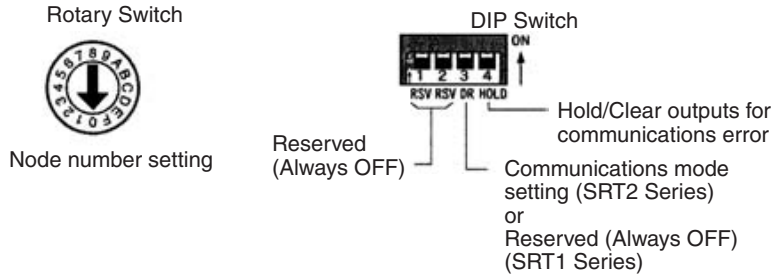 Rotary Switch
6789ABCDEF012345
Node number setting
DIP Switch
ON
1 2 3 4
RSV RSV DR HOLD
Hold/Clear outputs for
communications error
Reserved
(Always OFF)
Communications mode
setting (SRT2 Series)
or
Reserved (Always OFF)
(SRT1 Series)